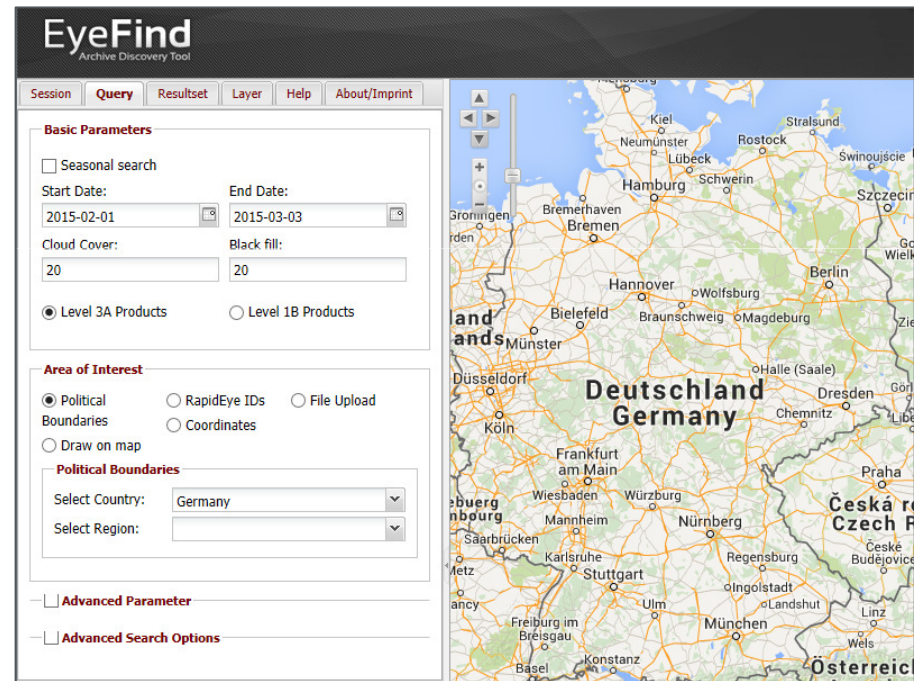 EyeFind
Archive Discovery Tool
Session Query Resultset Layer Help About/Imprint
Basic Parameters
Seasonal search
Start Date: End Date:
2015-02-01 2015-03-03
Cloud Cover: Black fill:
20 20
Level 3A Products Level 1B Products
Area of Interest
Political Boundaries RapidEye IDs File Upload
Coordinates
Draw on map
Political Boundaries
Select Country: Germany
Select Region:
Advanced Parameter
Advanced Search Options
Kiel
Stralsund
Neumünster
Rostock
Lübeck
Świnoujście
Hamburg
Schwerin
Szczecin
Groningen
Bremerhaven
Bremen
Berlin
Hannover
Wolfsburg
Bielefeld
Braunschweig
Magdeburg
Münster
Halle (Saale)
Düsseldorf
Deutschland
Germany
Dresden
Köln
Chemnitz
Frankfurt
am Main
Praha
Wiesbaden
Würzburg
Mannheim
Nürnberg
Česká r
Czech R
Saarbrücken
České
Budějovice
Karlsruhe
Regensburg
Metz
Stuttgart
Ingolstadt
Ulm
Landshut
Linz
Freiburg im
Breisgau
München
Wels
Basel
Konstanz
Österreich